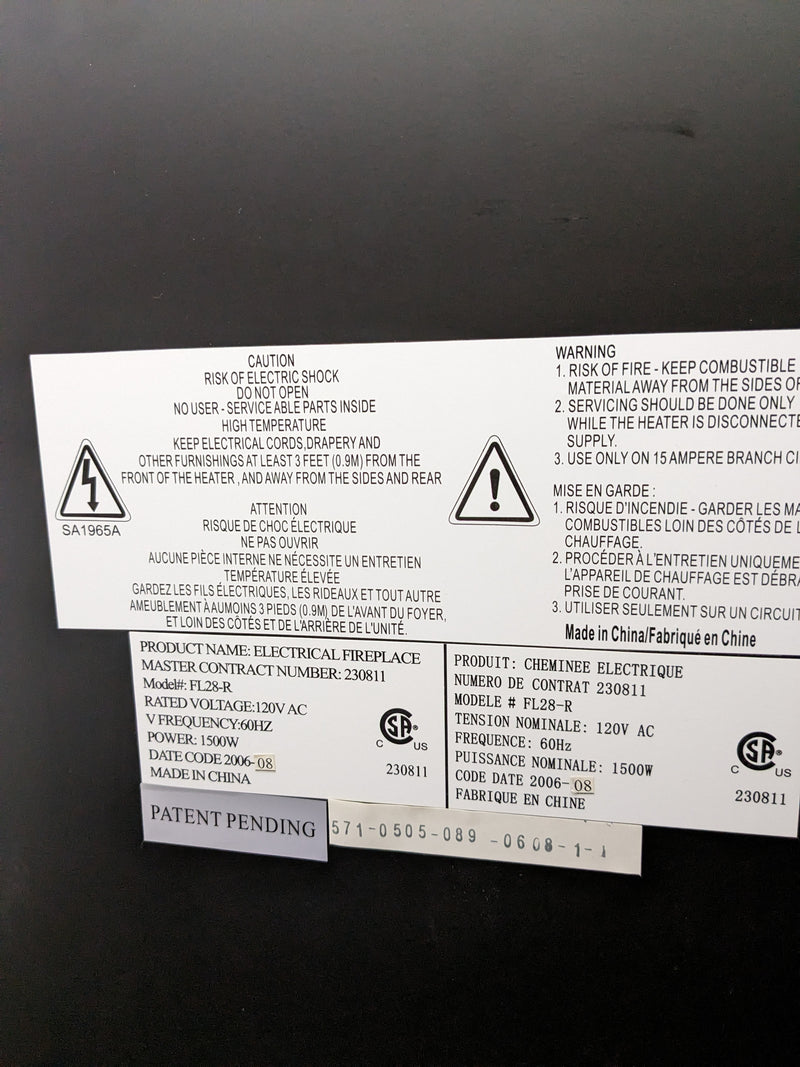 CAUTION
RISK OF ELECTRIC SHOCK
DO NOT OPEN
NO USER - SERVICE ABLE PARTS INSIDE
HIGH TEMPERATURE
KEEP ELECTRICAL CORDS,DRAPERY AND
OTHER FURNISHINGS AT LEAST 3 FEET (0.9M) FROM THE
FRONT OF THE HEATER , AND AWAY FROM THE SIDES AND REAR
SA1965A
ATTENTION
RISQUE DE CHOC ÉLECTRIQUE
NE PAS OUVRIR
AUCUNE PIÈCE INTERNE NE NÉCESSITE UN ENTRETIEN
TEMPÉRATURE ÉLEVÉE
GARDEZ LES FILS ÉLECTRIQUES, LES RIDEAUX ET TOUT AUTRE
AMEUBLEMENT À AUMOINS 3 PIEDS (0.9M) DE L'AVANT DU FOYER,
ET LOIN DES CÔTÉS ET DE L'ARRIÈRE DE L'UNITÉ.
WARNING
1. RISK OF FIRE - KEEP COMBUSTIBLE
MATERIAL AWAY FROM THE SIDES
2. SERVICING SHOULD BE DONE ONLY
WHILE THE HEATER IS DISCONNECTE
SUPPLY.
3. USE ONLY ON 15 AMPERE BRANCH CI
MISE EN GARDE :
1. RISQUE D'INCENDIE - GARDER LES MA
COMBUSTIBLES LOIN DES CÔTÉS DE L
CHAUFFAGE.
2. PROCÉDER À L'ENTRETIEN UNIQUEME
L'APPAREIL DE CHAUFFAGE EST DÉBRA
PRISE DE COURANT.
3. UTILISER SEULEMENT SUR UN CIRCUIT
Made in China/Fabriqué en Chine
PRODUCT NAME: ELECTRICAL FIREPLACE
MASTER CONTRACT NUMBER: 230811
Model#: FL28-R
RATED VOLTAGE:120V AC
V FREQUENCY:60HZ
POWER: 1500W
DATE CODE 2006-08
MADE IN CHINA
C SA® US
230811
PRODUIT: CHEMINEE ELECTRIQUE
NUMERO DE CONTRAT 230811
MODELE # FL28-R
TENSION NOMINALE: 120V AC
FREQUENCE: 60Hz
PUISSANCE NOMINALE: 1500W
CODE DATE 2006-08
FABRIQUE EN CHINE
C SA® US
230811
PATENT PENDING
571-0505-089 -0608-1-1